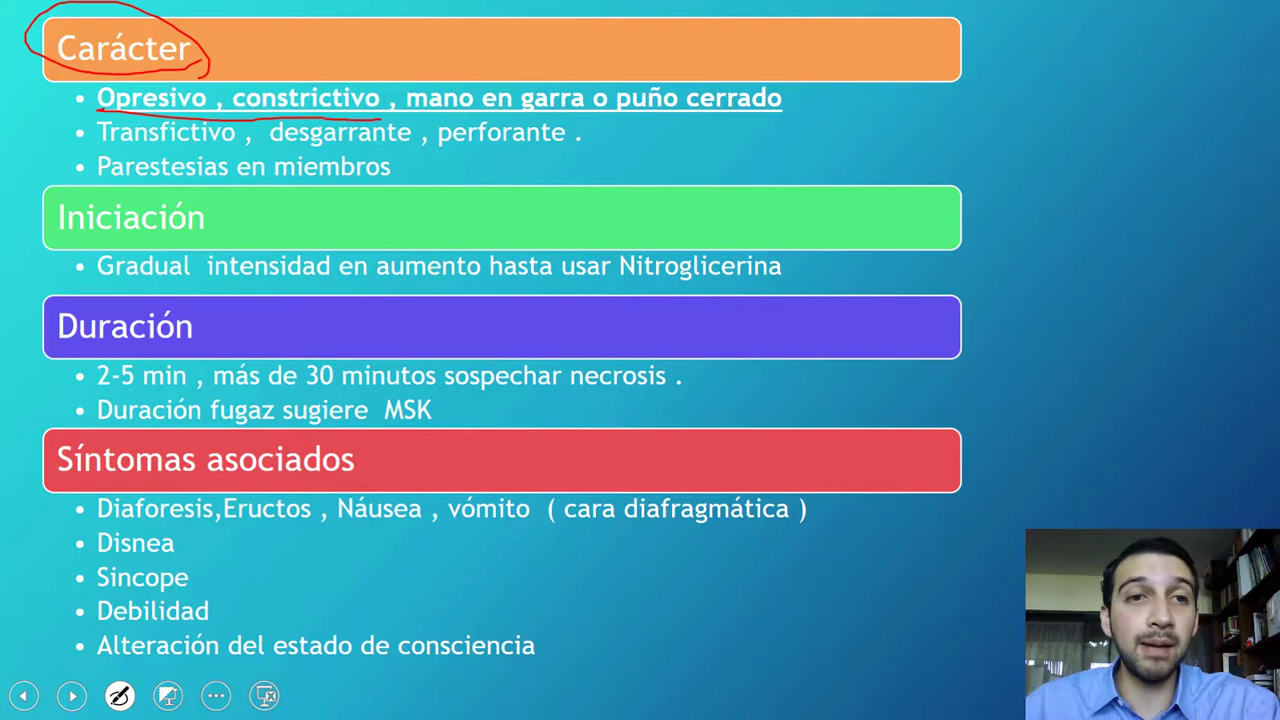 Carácter
• Opresivo , constrictivo , mano en garra o puño cerrado
• Transfictivo , desgarrante , perforante .
• Parestesias en miembros
Iniciación
• Gradual intensidad en aumento hasta usar Nitroglicerina
Duración
• 2-5 min , más de 30 minutos sospechar necrosis .
• Duración fugaz sugiere MSK
Síntomas asociados
• Diaforesis,Eructos , Náusea , vómito ( cara diafragmática )
• Disnea
• Sincope
• Debilidad
• Alteración del estado de consciencia